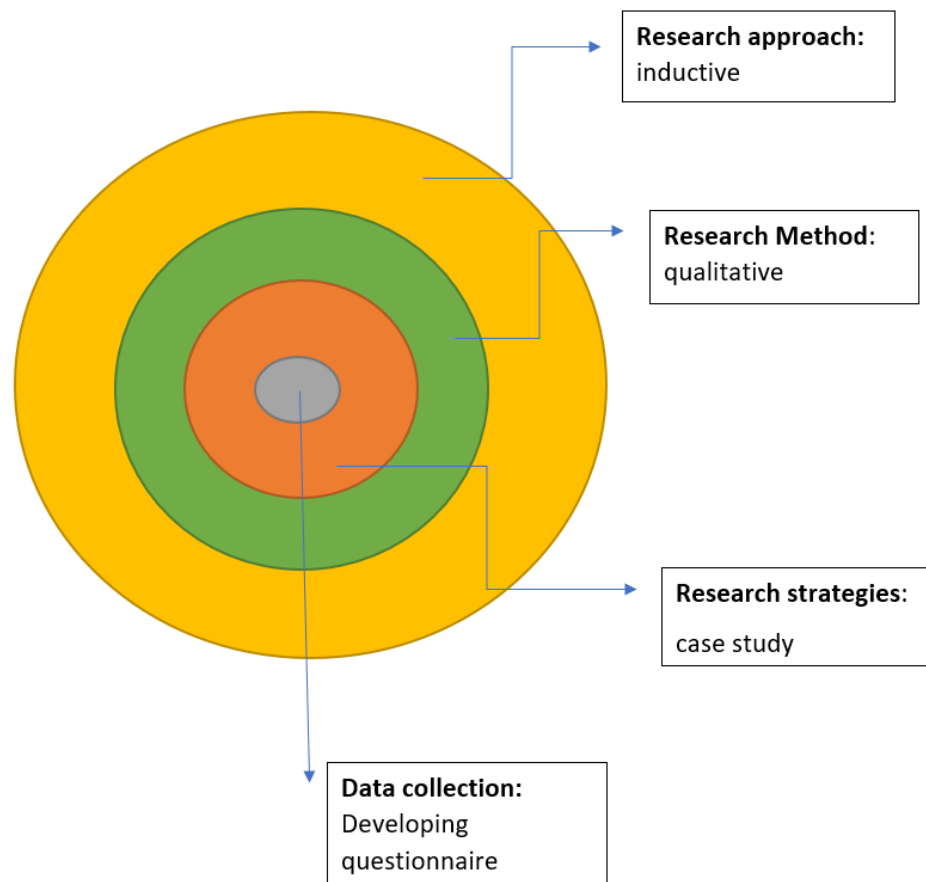 Research approach:
inductive
Research Method:
qualitative
Research strategies:
case study
Data collection:
Developing
questionnaire